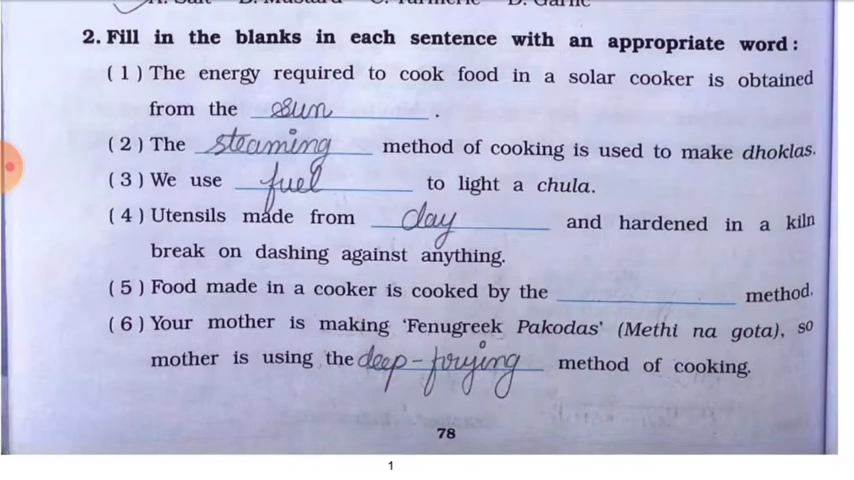 2. Fill in the blanks in each sentence with an appropriate word :
( 1 ) The energy required to cook food in a solar cooker is obtained
from the sun .
( 2 ) The steaming method of cooking is used to make dhoklas.
( 3 ) We use fuel to light a chula.
( 4 ) Utensils made from clay and hardened in a kiln
break on dashing against anything.
( 5 ) Food made in a cooker is cooked by the ________ method.
( 6 ) Your mother is making 'Fenugreek Pakodas' (Methi na gota), so
mother is using the deep-frying method of cooking.
78
1